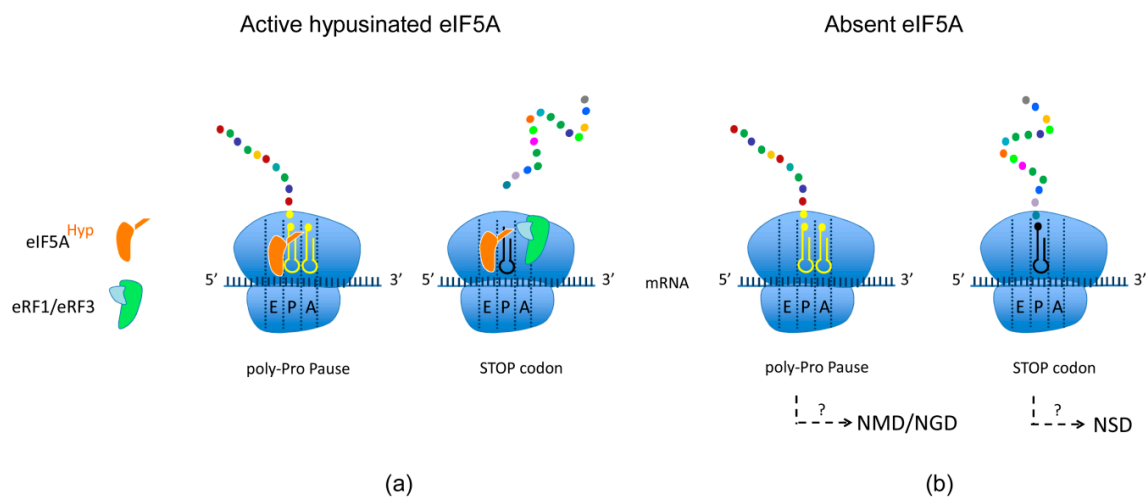 Active hypusinated eIF5A
Absent eIF5A
eIF5A Hyp
eRF1/eRF3
5’ 3’ 5’ 3’
E P A
E P A
poly-Pro Pause
STOP codon
mRNA
5’ 3’ 5’ 3’
E P A
E P A
poly-Pro Pause
STOP codon
?
NMD/NGD
?
NSD
(a)
(b)